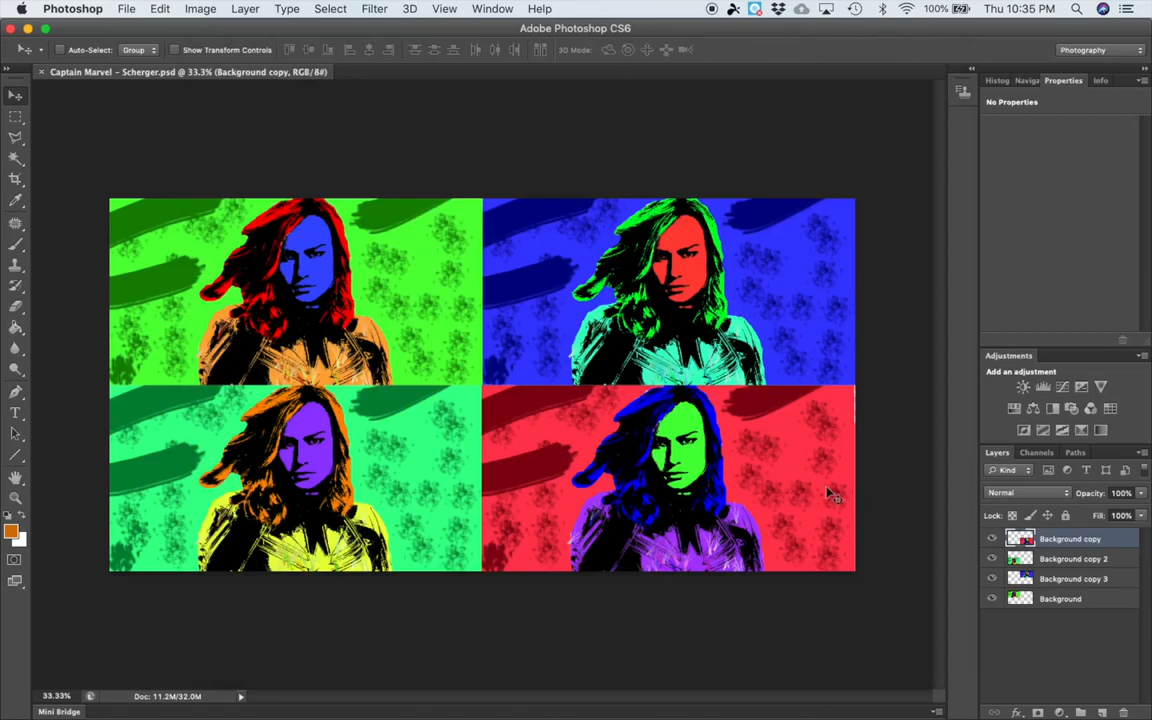 Photoshop File Edit Image Layer Type Select Filter 3D View Window Help 100% Thu 10:35 PM
Adobe Photoshop CS6
Auto-Select: Group Show Transform Controls 3D Mode: Photography
× Captain Marvel - Scherger.psd @ 33.3% (Background copy, RGB/8#)
Histog Naviga Properties Info
No Properties
Adjustments
Add an adjustment
Layers Channels Paths
Kind
Normal Opacity: 100%
Lock: Fill: 100%
Background copy
Background copy 2
Background copy 3
Background
33.33% Doc: 11.2M/32.0M
Mini Bridge